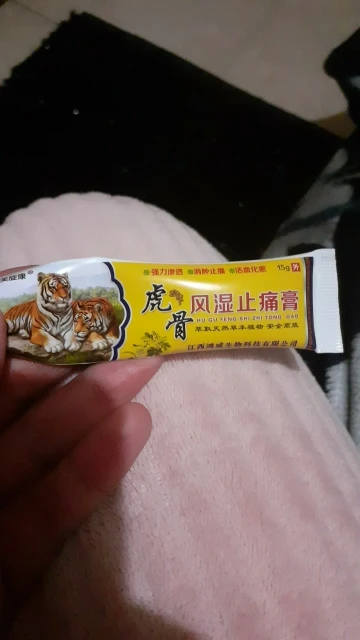 康®
强力渗透 消肿止痛 活血化瘀 15g
虎骨 风湿止痛膏
HU GU FENG SHI ZHI TONG GAO
萃取天然草本植物 安全高效
江西鸿威生物科技有限公司